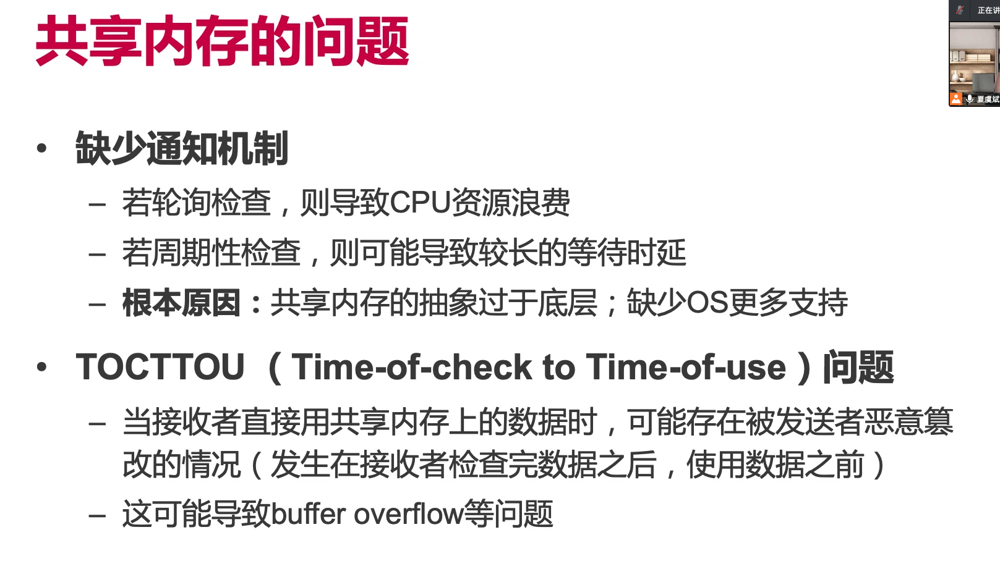 共享内存的问题
正在讲
夏虞斌
• 缺少通知机制
– 若轮询检查，则导致CPU资源浪费
– 若周期性检查，则可能导致较长的等待时延
– 根本原因：共享内存的抽象过于底层；缺少OS更多支持
• TOCTTOU （Time-of-check to Time-of-use）问题
– 当接收者直接用共享内存上的数据时，可能存在被发送者恶意篡
改的情况（发生在接收者检查完数据之后，使用数据之前）
– 这可能导致buffer overflow等问题